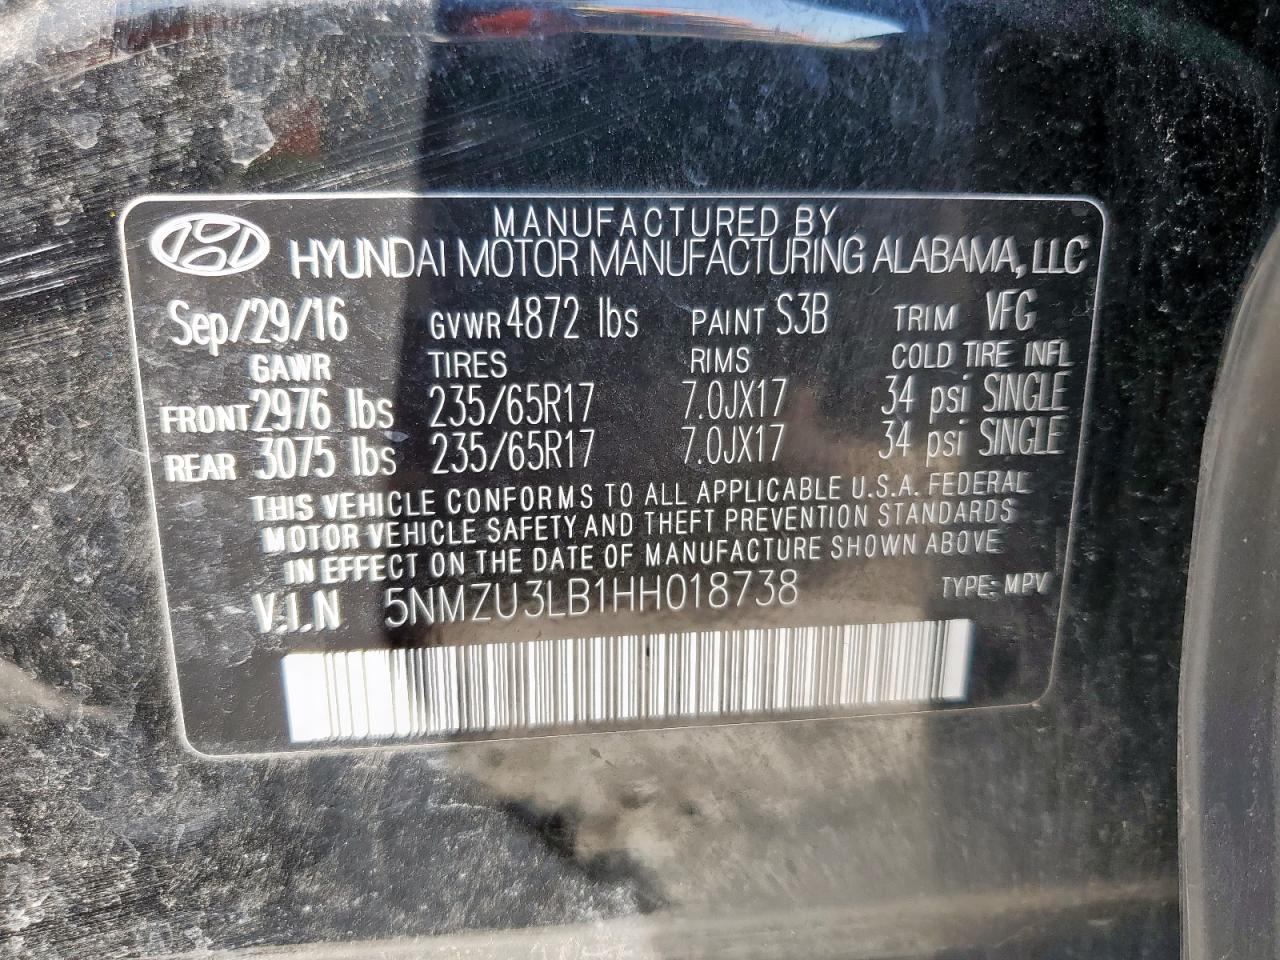 MANUFACTURED BY
HYUNDAI MOTOR MANUFACTURING ALABAMA, LLC
Sep/29/16 GVWR 4872 lbs PAINT S3B TRIM VFG
GAWR TIRES RIMS COLD TIRE INFL
FRONT 2976 lbs 235/65R17 7.0JX17 34 psi SINGLE
REAR 3075 lbs 235/65R17 7.0JX17 34 psi SINGLE
THIS VEHICLE CONFORMS TO ALL APPLICABLE U.S.A. FEDERAL
MOTOR VEHICLE SAFETY AND THEFT PREVENTION STANDARDS
IN EFFECT ON THE DATE OF MANUFACTURE SHOWN ABOVE
V.I.N 5NMZU3LB1HH018738 TYPE: MPV